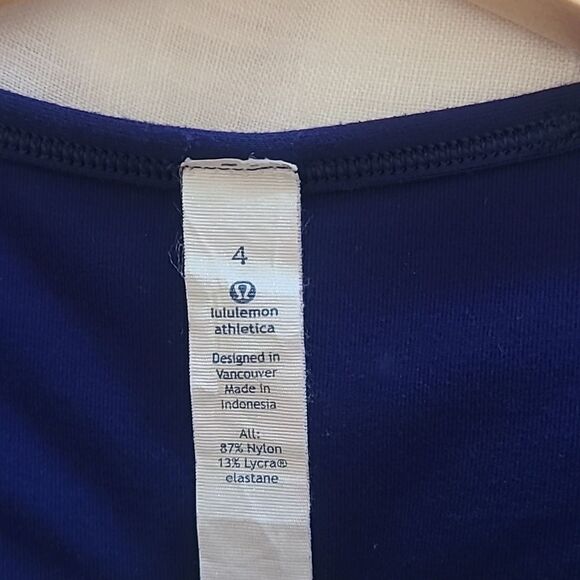 4
lululemon
athletica
Designed in
Vancouver
Made in
Indonesia
All:
87% Nylon
13% Lycra®
elastane